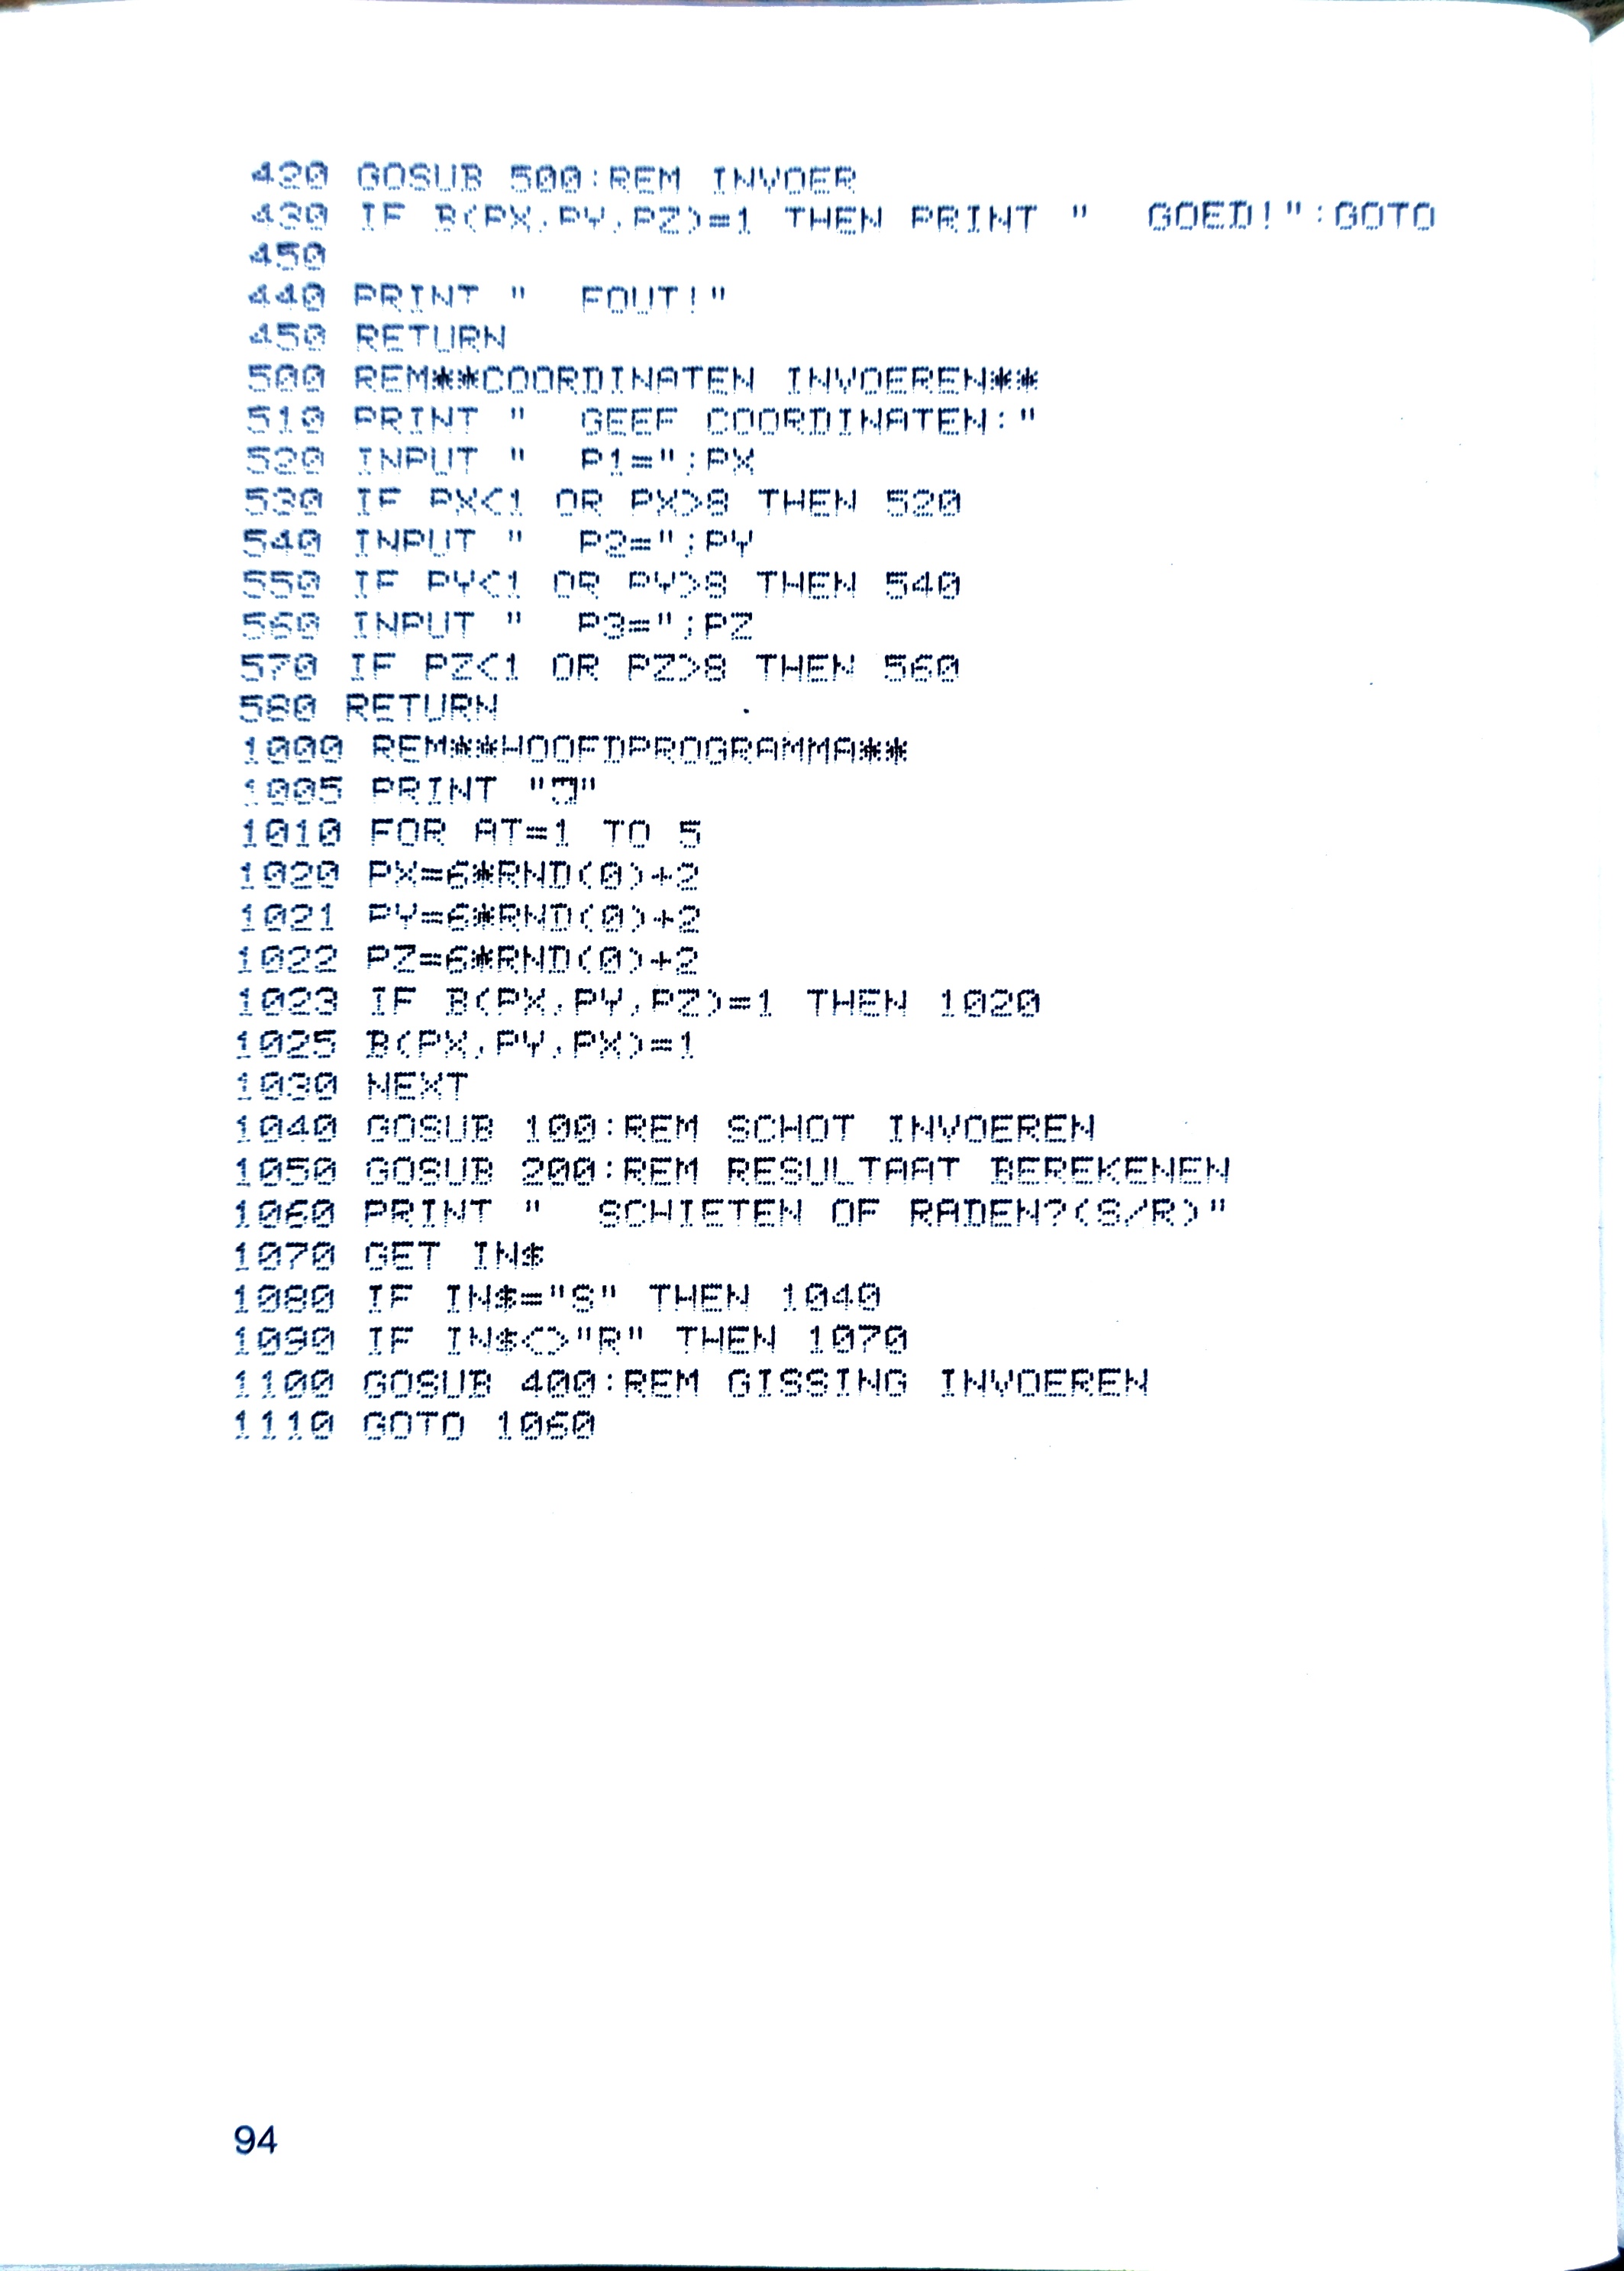 420 GOSUB 500:REM INVOER
430 IF B(PX,PY,PZ)=1 THEN PRINT "  GOED!":GOTO
450
440 PRINT "  FOUT!"
450 RETURN
500 REM**COORDINATEN INVOEREN**
510 PRINT "  GEEF COORDINATEN:"
520 INPUT "  P1=";PX
530 IF PX<1 OR PX>8 THEN 520
540 INPUT "  P2=";PY
550 IF PY<1 OR PY>8 THEN 540
560 INPUT "  P3=";PZ
570 IF PZ<1 OR PZ>8 THEN 560
580 RETURN
1000 REM**HOOFDPROGRAMMA**
1005 PRINT ""
1010 FOR AT=1 TO 5
1020 PX=6*RND(0)+2
1021 PY=6*RND(0)+2
1022 PZ=6*RND(0)+2
1023 IF B(PX,PY,PZ)=1 THEN 1020
1025 B(PX,PY,PX)=1
1030 NEXT
1040 GOSUB 100:REM SCHOT INVOEREN
1050 GOSUB 200:REM RESULTAAT BEREKENEN
1060 PRINT "  SCHIETEN OF RADEN?(S/R)"
1070 GET IN$
1080 IF IN$="S" THEN 1040
1090 IF IN$<>"R" THEN 1070
1100 GOSUB 400:REM GISSING INVOEREN
1110 GOTO 1060
94